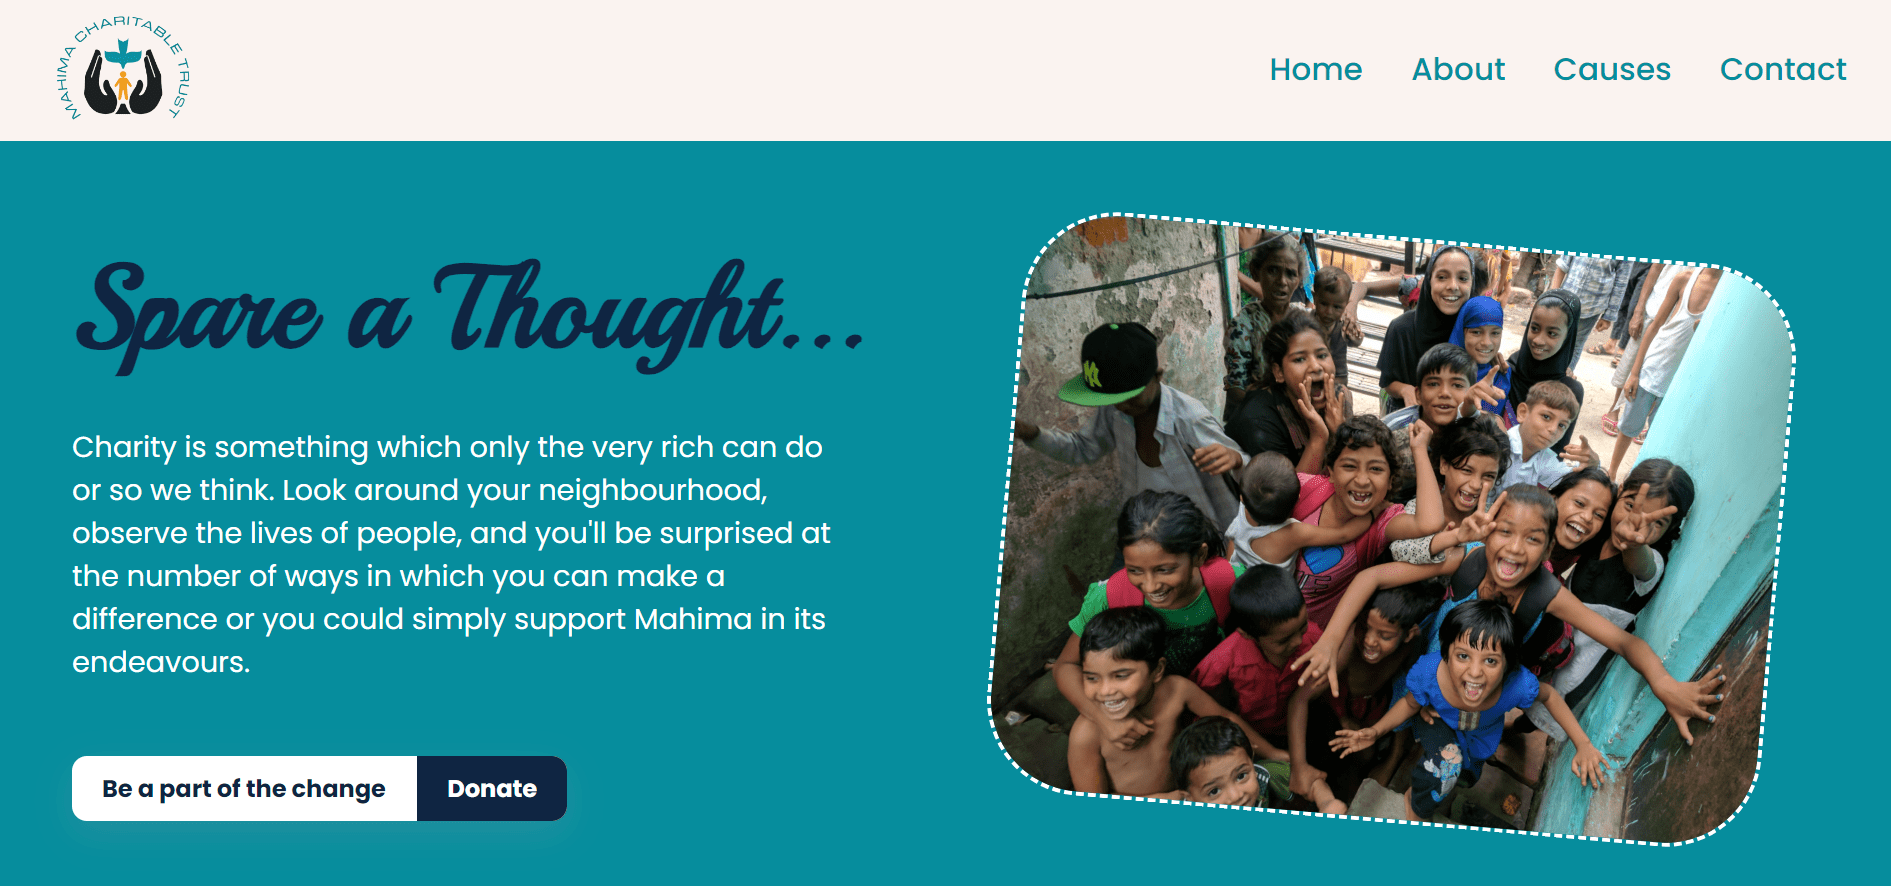 MAHIMA CHARITABLE TRUST
Home About Causes Contact
Spare a Thought...
Charity is something which only the very rich can do
or so we think. Look around your neighbourhood,
observe the lives of people, and you'll be surprised at
the number of ways in which you can make a
difference or you could simply support Mahima in its
endeavours.
Be a part of the change Donate